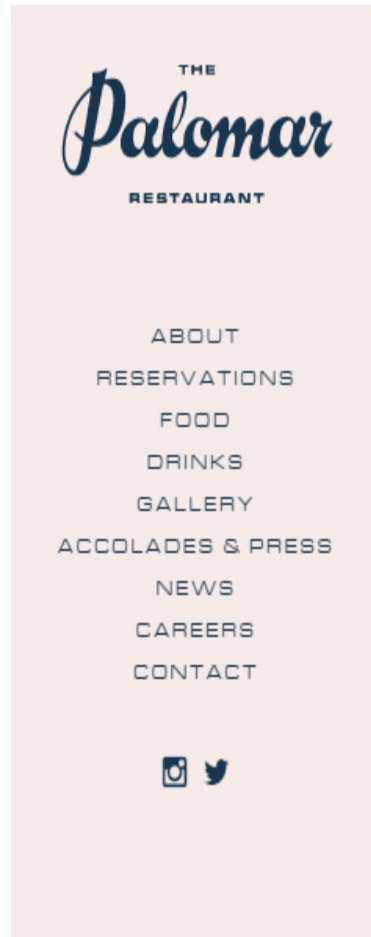 THE
Palomar
RESTAURANT
ABOUT
RESERVATIONS
FOOD
DRINKS
GALLERY
ACCOLADES & PRESS
NEWS
CAREERS
CONTACT